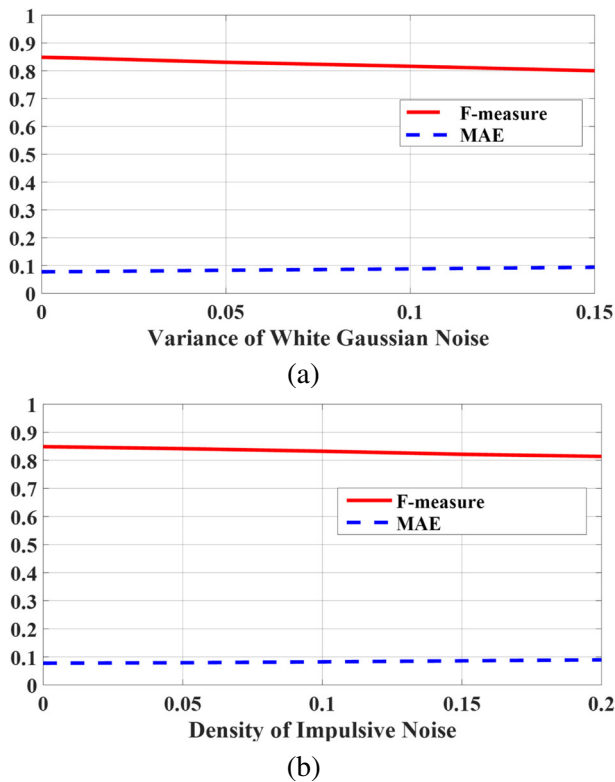 1
0.9
0.8
0.7
0.6
0.5
0.4
0.3
0.2
0.1
0
F-measure
MAE
0 0.05 0.1 0.15
Variance of White Gaussian Noise
(a)
1
0.9
0.8
0.7
0.6
0.5
0.4
0.3
0.2
0.1
0
F-measure
MAE
0 0.05 0.1 0.15 0.2
Density of Impulsive Noise
(b)